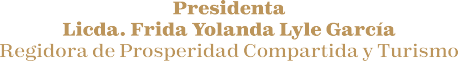 Presidenta
Licda. Frida Yolanda Lyle García
Regidora de Prosperidad Compartida y Turismo